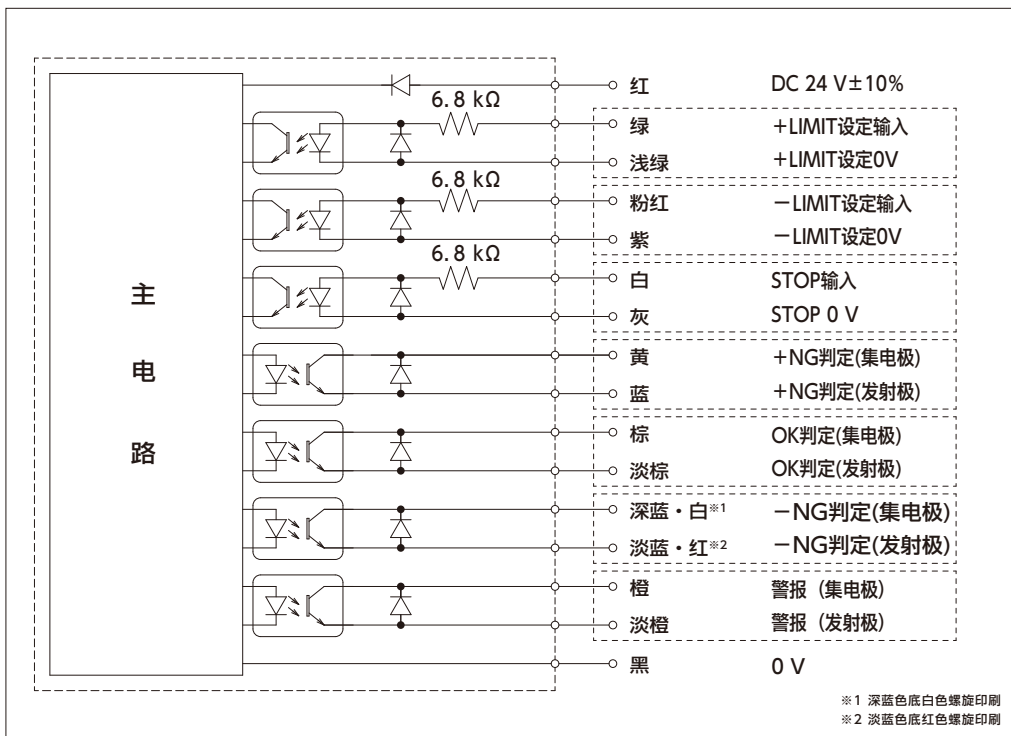 红 DC 24 V±10%
6.8 kΩ
绿 +LIMIT设定输入
浅绿 +LIMIT设定0V
6.8 kΩ
粉红 -LIMIT设定输入
紫 -LIMIT设定0V
6.8 kΩ
白 STOP输入
灰 STOP 0 V
主
电
路
黄 +NG判定(集电极)
蓝 +NG判定(发射极)
棕 OK判定(集电极)
淡棕 OK判定(发射极)
深蓝・白※1 -NG判定(集电极)
淡蓝・红※2 -NG判定(发射极)
橙 警报（集电极)
淡橙 警报（发射极)
黑 0 V
※1 深蓝色底白色螺旋印刷
※2 淡蓝色底红色螺旋印刷